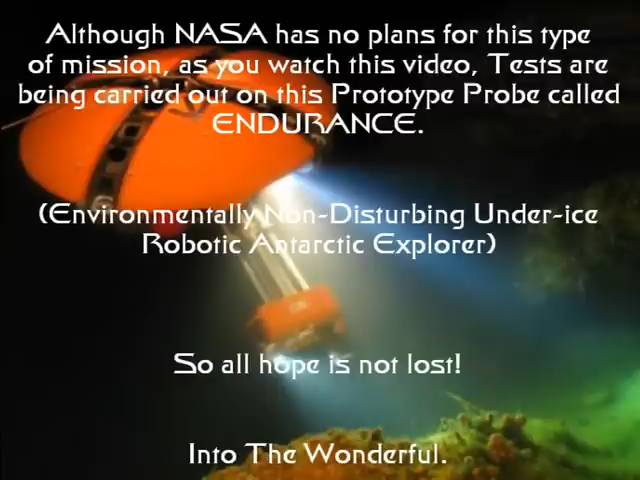 Although NASA has no plans for this type
of mission, as you watch this video, Tests are
being carried out on this Prototype Probe called
ENDURANCE.
(Environmentally Non-Disturbing Under-ice
Robotic Antarctic Explorer)
So all hope is not lost!
Into The Wonderful.